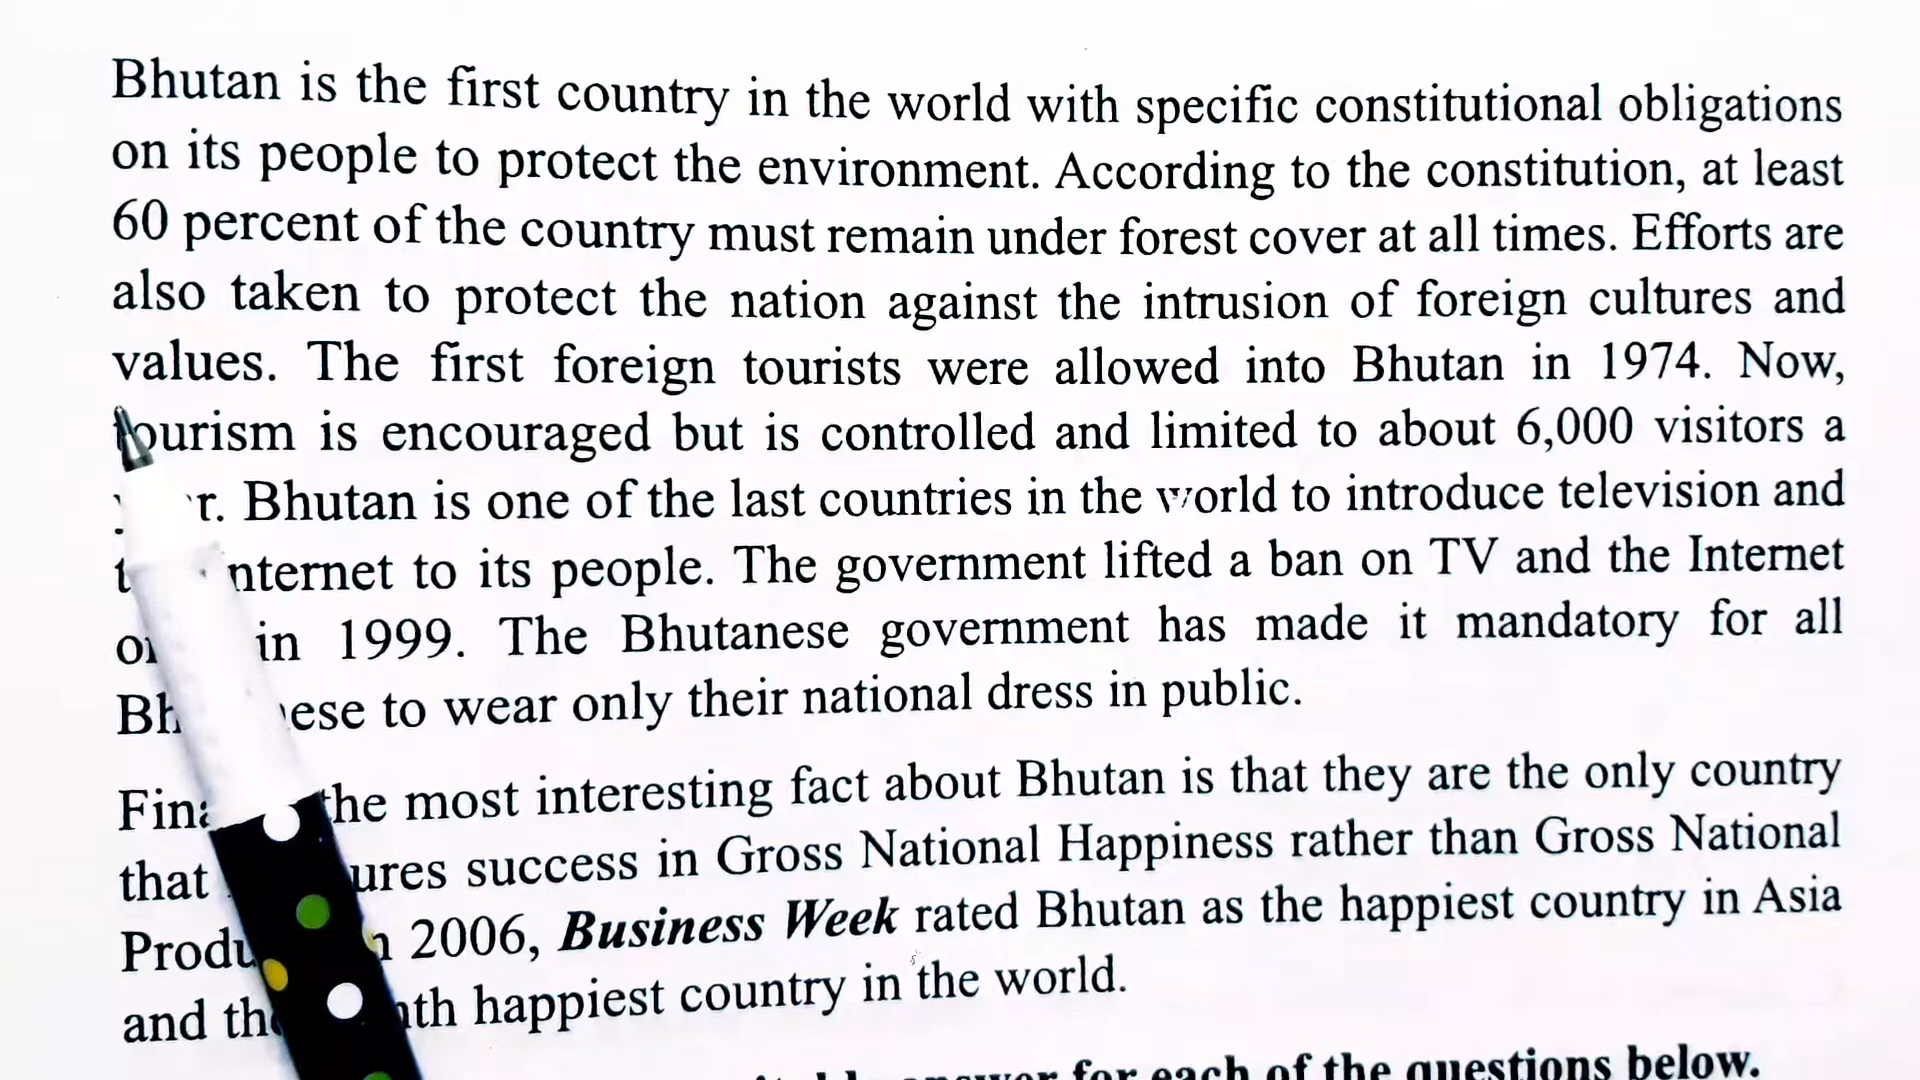 Bhutan is the first country in the world with specific constitutional obligations
on its people to protect the environment. According to the constitution, at least
60 percent of the country must remain under forest cover at all times. Efforts are
also taken to protect the nation against the intrusion of foreign cultures and
values. The first foreign tourists were allowed into Bhutan in 1974. Now,
tourism is encouraged but is controlled and limited to about 6,000 visitors a
Bhutan is one of the last countries in the world to introduce television and
to its people. The government lifted a ban on TV and the Internet
in 1999. The Bhutanese government has made it mandatory for all
to wear only their national dress in public.
the most interesting fact about Bhutan is that they are the only country
that success in Gross National Happiness rather than Gross National
2006, Business Week rated Bhutan as the happiest country in Asia
and happiest country in the world.
answer for each of the questions below.